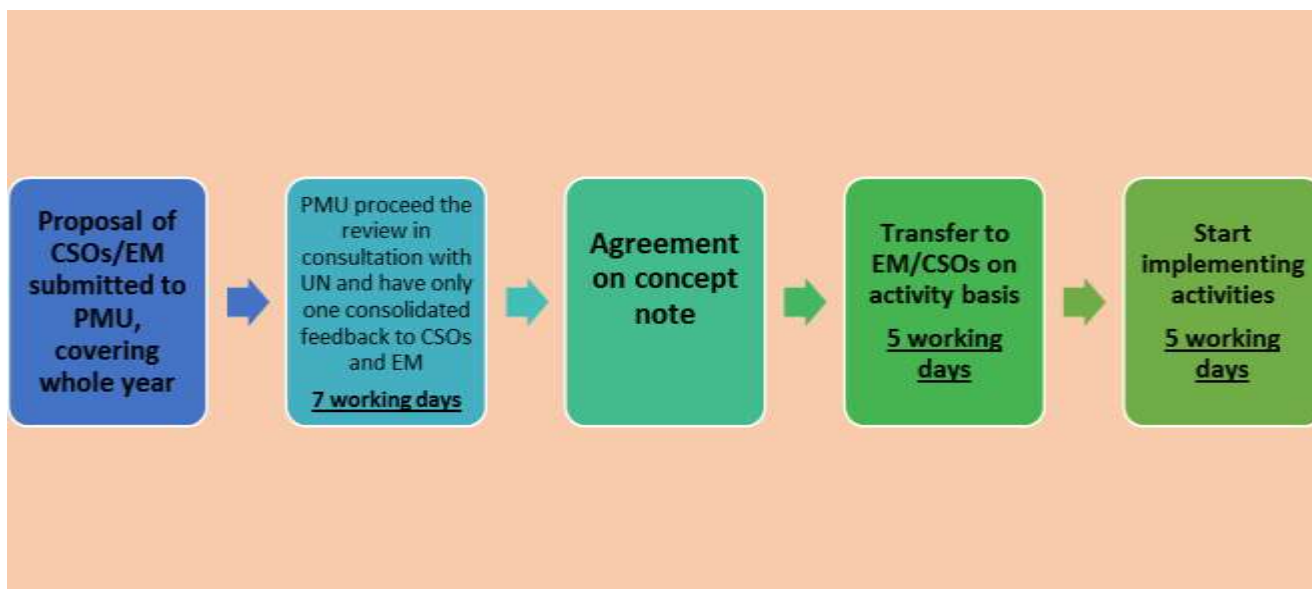 Proposal of
CSOs/EM
submitted to
PMU,
covering
whole year
PMU proceed the
review in
consultation with
UN and have only
one consolidated
feedback to CSOs
and EM
7 working days
Agreement
on concept
note
Transfer to
EM/CSOs on
activity basis
5 working
days
Start
implementing
activities
5 working
days